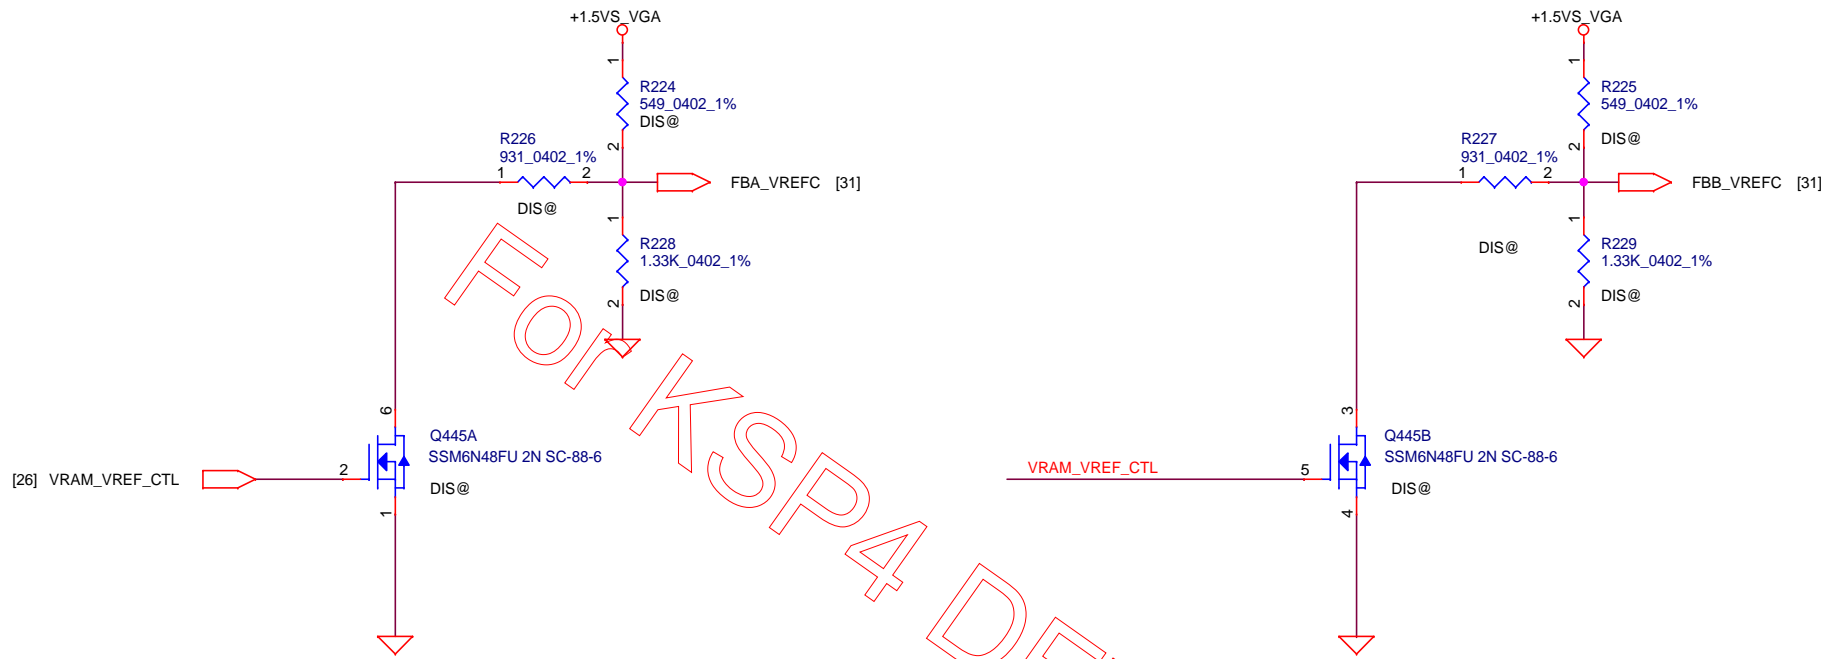 +1.5VS_VGA
1
R224
549_0402_1%
DIS@
2
R226
931_0402_1%
1 2
DIS@
FBA_VREFC [31]
1
R228
1.33K_0402_1%
DIS@
2
6
Q445A
SSM6N48FU 2N SC-88-6
DIS@
[26] VRAM_VREF_CTL
2
1
+1.5VS_VGA
1
R225
549_0402_1%
DIS@
2
R227
931_0402_1%
1 2
DIS@
FBB_VREFC [31]
1
R229
1.33K_0402_1%
DIS@
2
3
Q445B
SSM6N48FU 2N SC-88-6
DIS@
VRAM_VREF_CTL
5
4
For KSP4